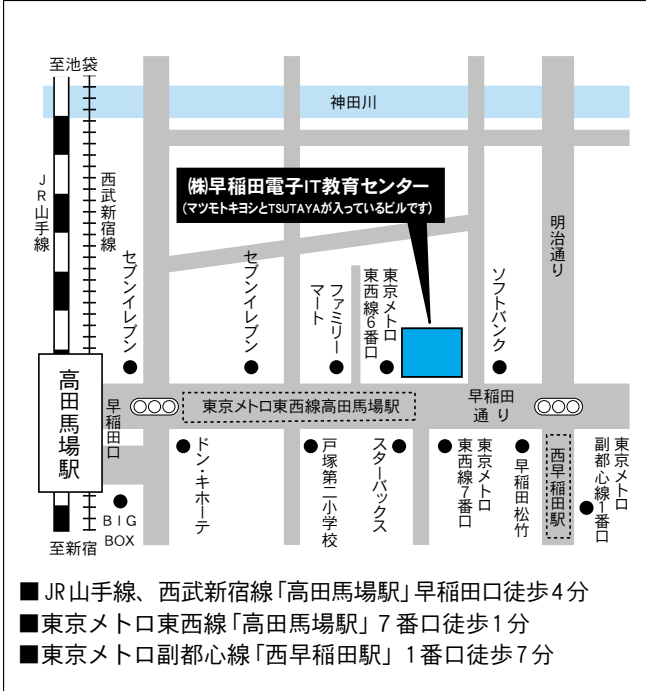 至池袋
神田川
JR山手線
西武新宿線
㈱早稲田電子IT教育センター
(マツモトキヨシとTSUTAYAが入っているビルです)
明治通り
セブンイレブン
セブンイレブン
ファミリー
マート
東京メトロ
東西線6番口
ソフトバンク
高田馬場駅
早稲田口
東京メトロ東西線高田馬場駅
早稲田
通り
ドン・キホーテ
戸塚第二小学校
スターバックス
東京メトロ
東西線7番口
早稲田松竹
西早稲田駅
東京メトロ
副都心線1番口
BIG
BOX
至新宿
■ JR山手線、西武新宿線「高田馬場駅」早稲田口徒歩4分
■東京メトロ東西線「高田馬場駅」7番口徒歩1分
■東京メトロ副都心線「西早稲田駅」1番口徒歩7分